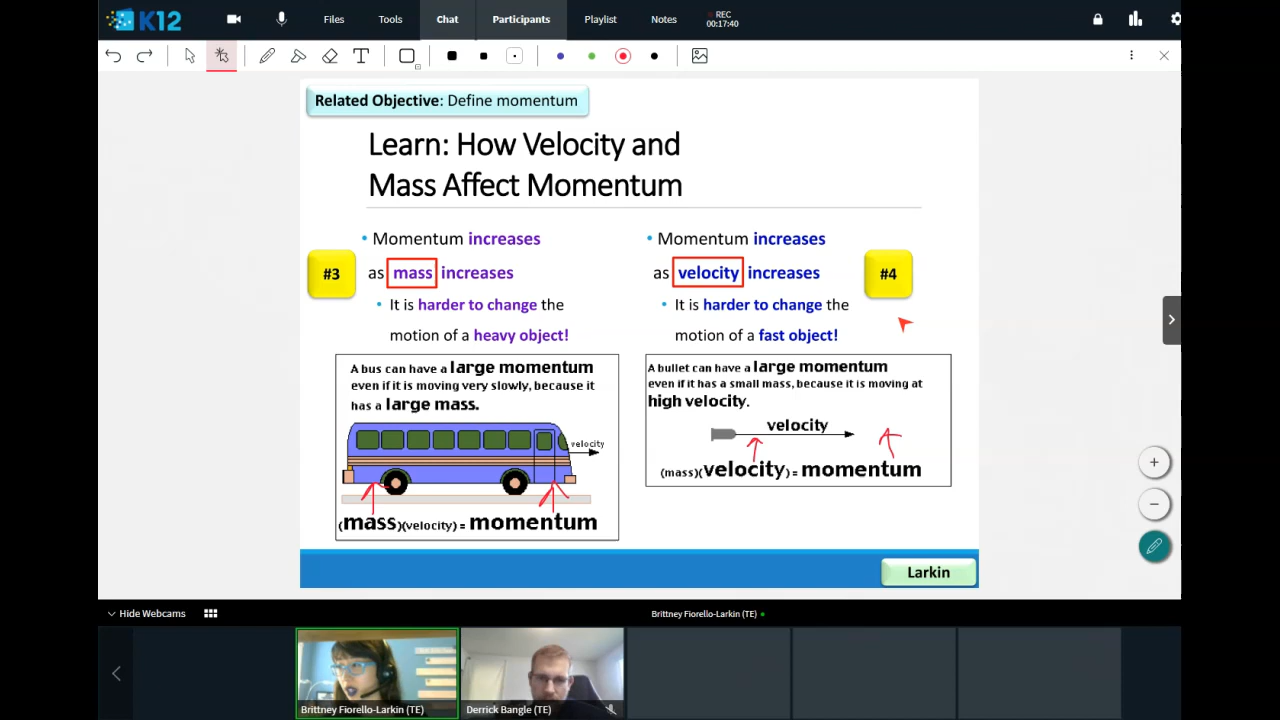 K12
Files
Tools
Chat
Participants
Playlist
Notes
REC
00:17:40
T
Related Objective: Define momentum
Learn: How Velocity and
Mass Affect Momentum
• Momentum increases
as mass increases
• It is harder to change the
motion of a heavy object!
#3
• Momentum increases
as velocity increases
• It is harder to change the
motion of a fast object!
#4
A bus can have a large momentum
even if it is moving very slowly, because it
has a large mass.
velocity
(mass)(velocity) = momentum
A bullet can have a large momentum
even if it has a small mass, because it is moving at
high velocity.
velocity
(mass)(velocity) = momentum
Larkin
Hide Webcams
Brittney Fiorello-Larkin (TE)
Brittney Fiorello-Larkin (TE)
Derrick Bangle (TE)